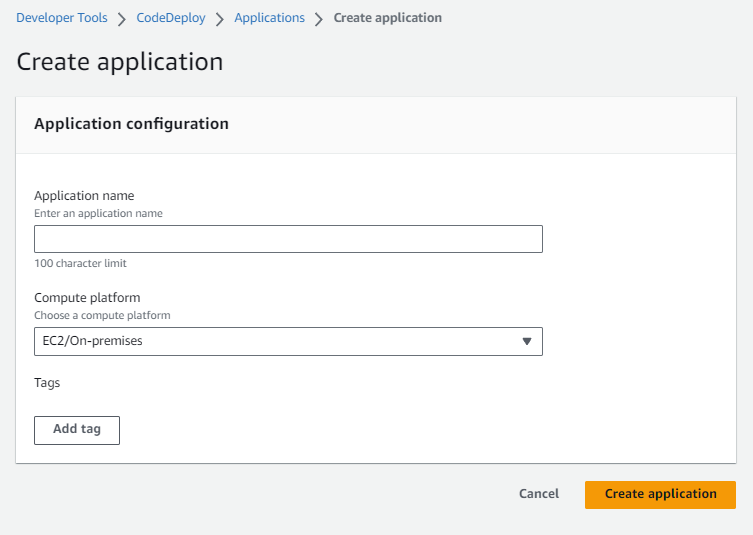 Developer Tools > CodeDeploy > Applications > Create application
Create application
Application configuration
Application name
Enter an application name
100 character limit
Compute platform
Choose a compute platform
EC2/On-premises
Tags
Add tag
Cancel Create application